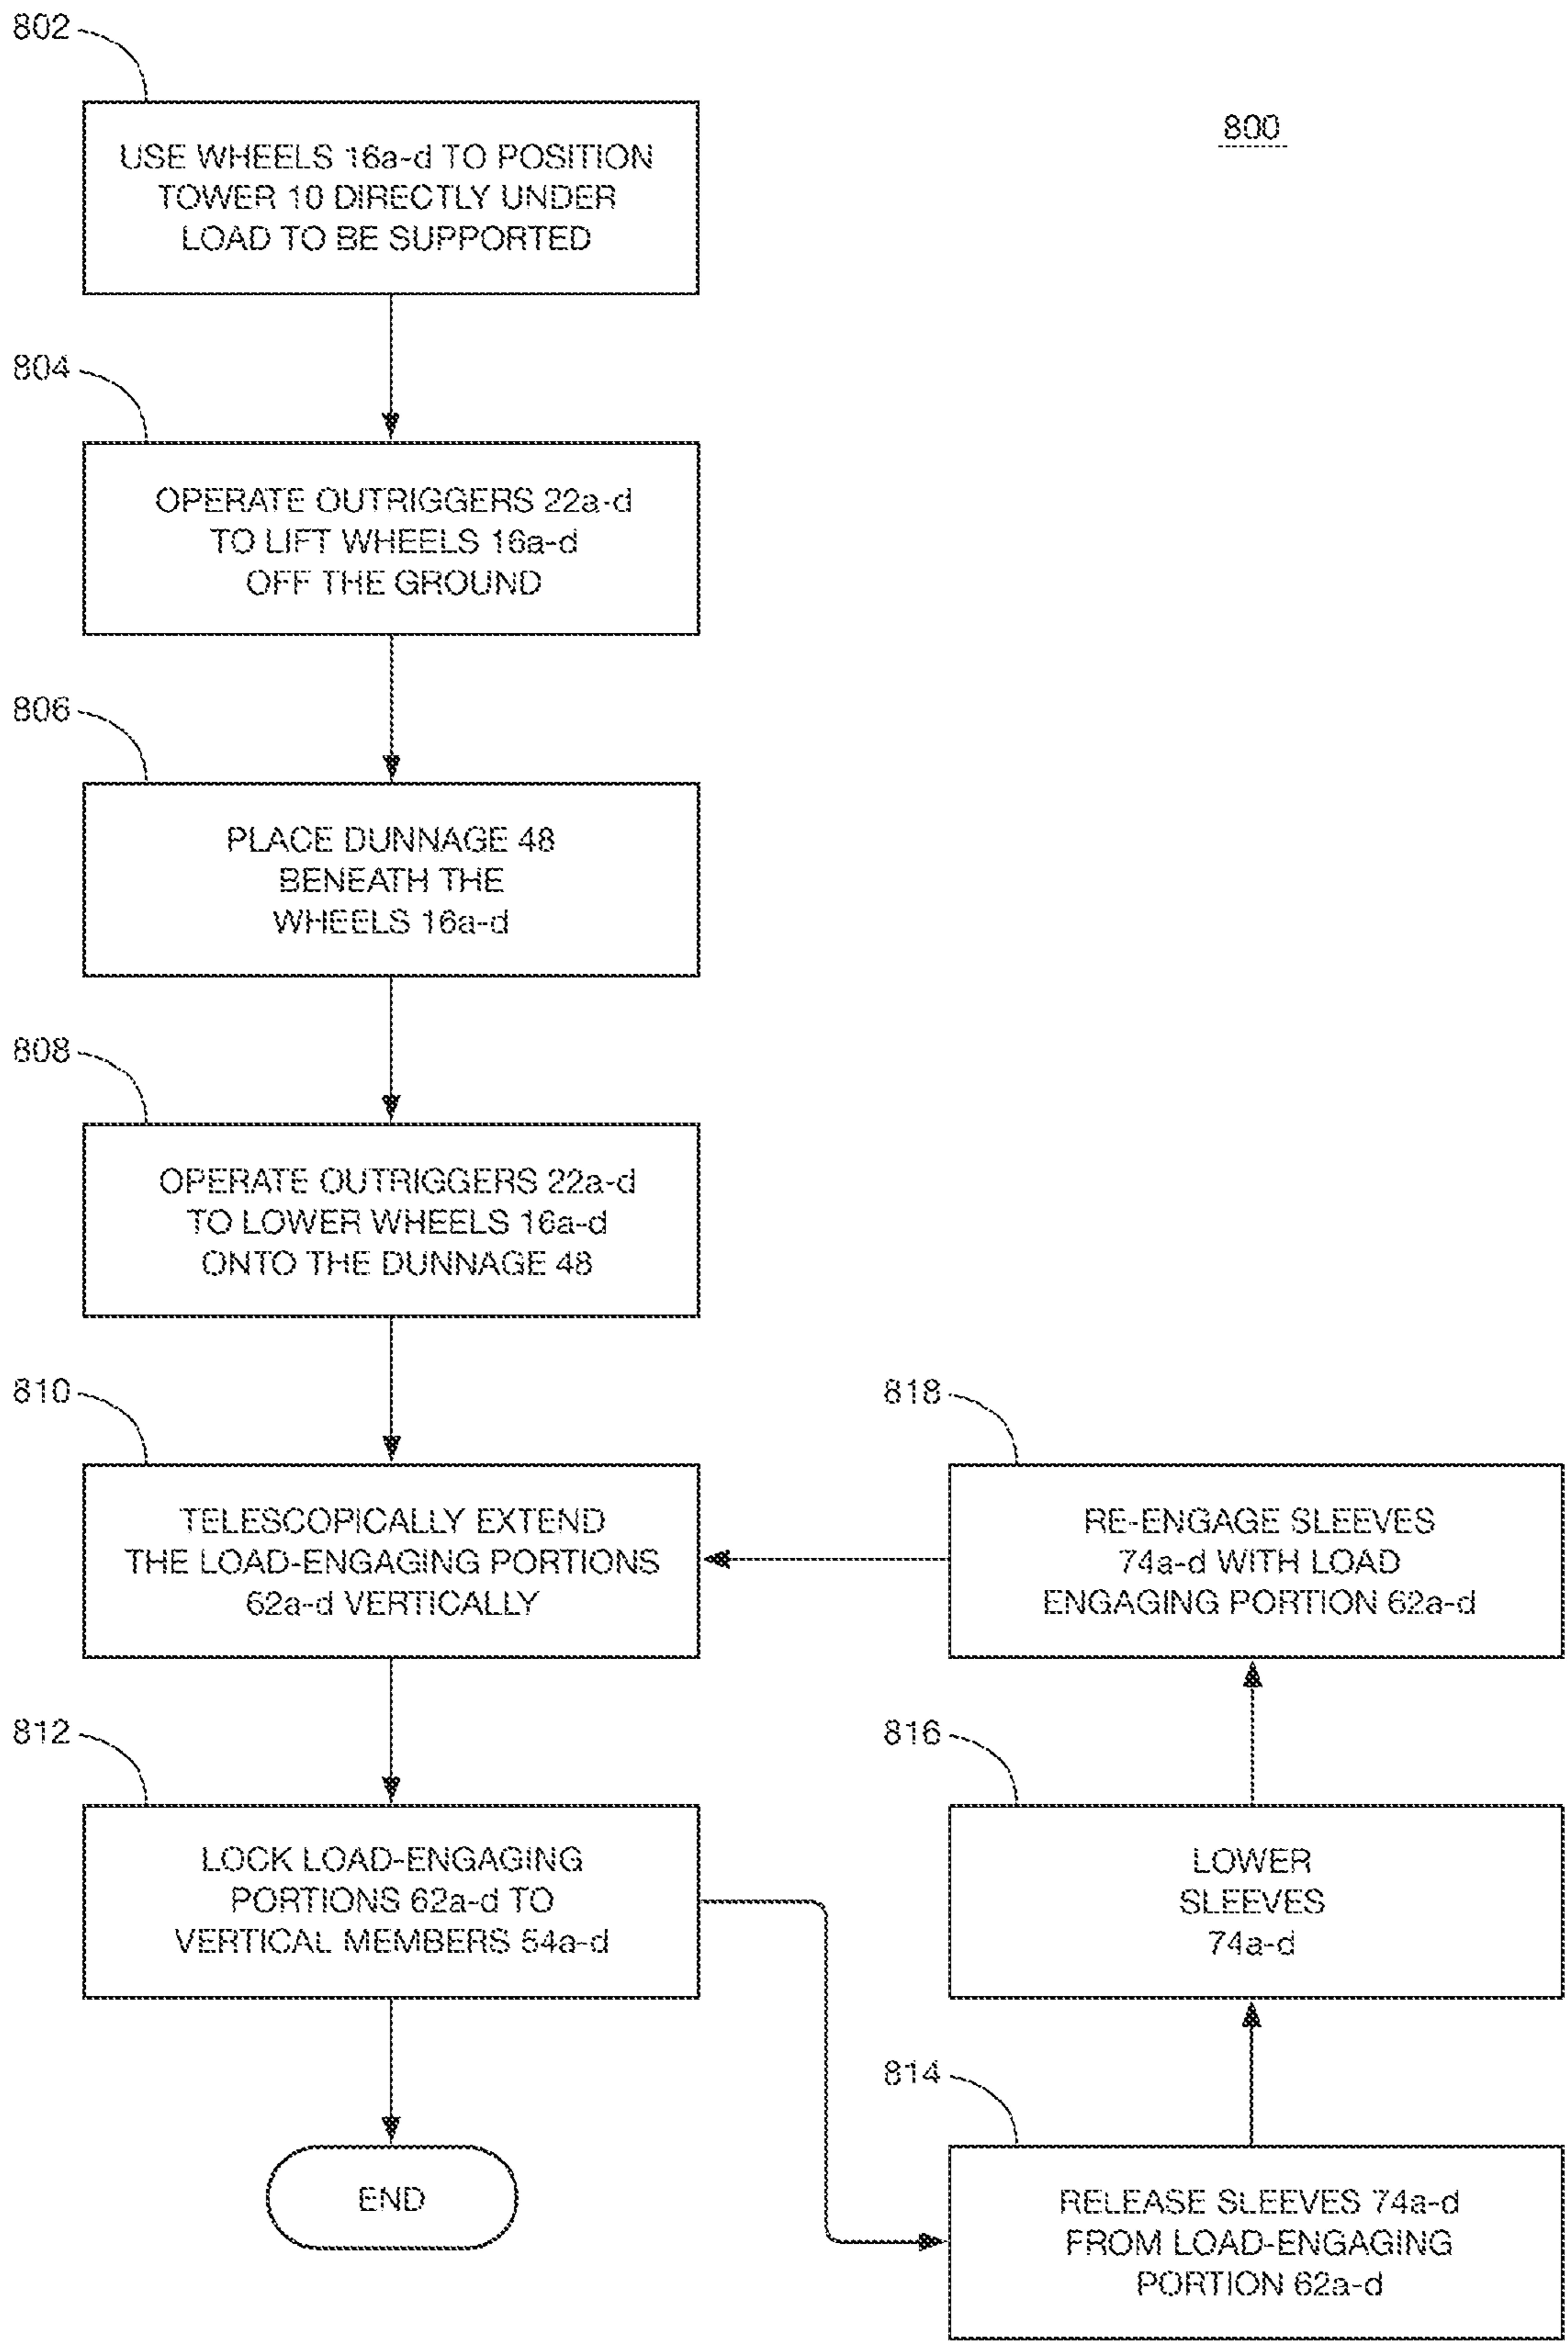 802
800
USE WHEELS 16a-d TO POSITION
TOWER 10 DIRECTLY UNDER
LOAD TO BE SUPPORTED
804
OPERATE OUTRIGGERS 22a-d
TO LIFT WHEELS 16a-d
OFF THE GROUND
806
PLACE DUNNAGE 48
BENEATH THE
WHEELS 16a-d
808
OPERATE OUTRIGGERS 22a-d
TO LOWER WHEELS 16a-d
ONTO THE DUNNAGE 48
810
TELESCOPICALLY EXTEND
THE LOAD-ENGAGING PORTIONS
62a-d VERTICALLY
812
LOCK LOAD-ENGAGING
PORTIONS 62a-d TO
VERTICAL MEMBERS 54a-d
END
818
RE-ENGAGE SLEEVES
74a-d WITH LOAD
ENGAGING PORTION 62a-d
816
LOWER
SLEEVES
74a-d
814
RELEASE SLEEVES 74a-d
FROM LOAD-ENGAGING
PORTION 62a-d